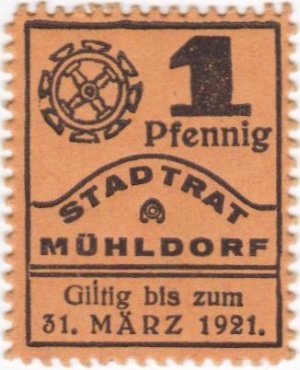 1
Pfennig
STADTRAT
MÜHLDORF
Giltig bis zum
31. MÄRZ 1921.